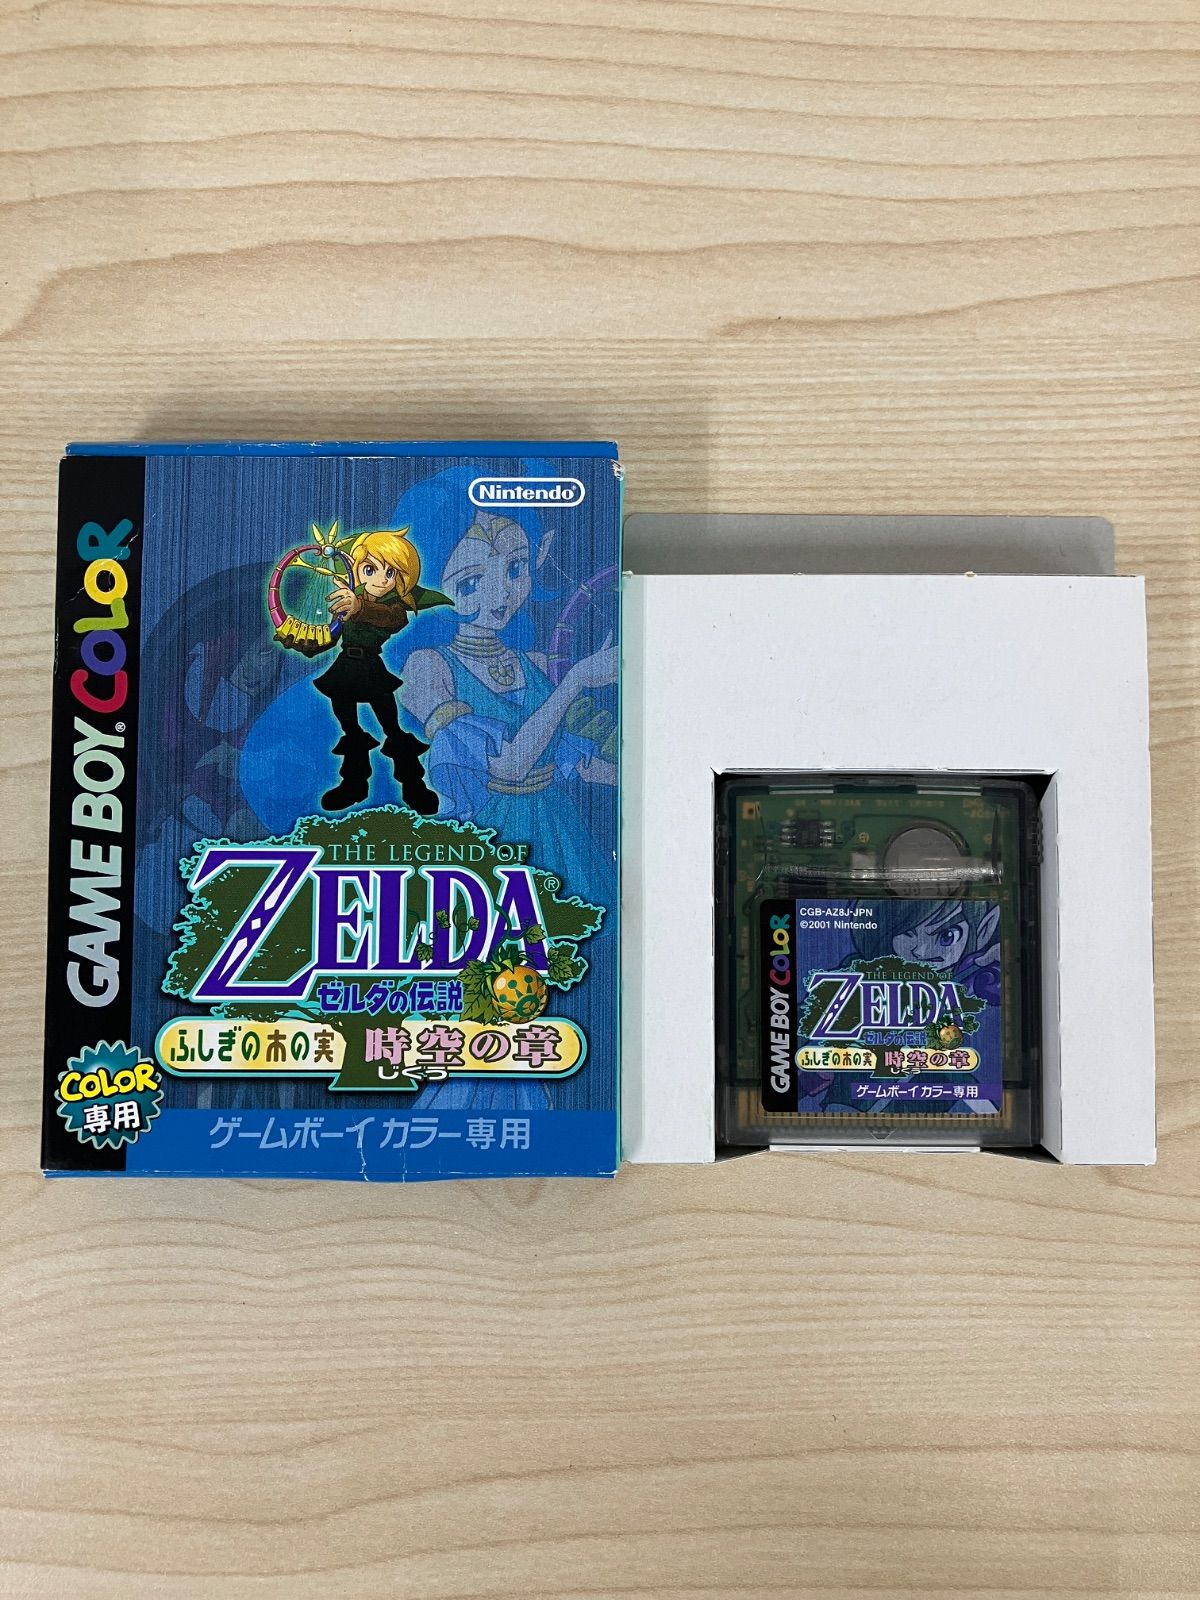 GAME BOY COLOR
Nintendo®
THE LEGEND OF
ZELDA®
ゼルダの伝説
ふしぎの木の実 時空の章
じくう
COLOR
専用
ゲームボーイ カラー専用
CGB-AZ8J-JPN
©2001 Nintendo
GAME BOY COLOR
THE LEGEND OF
ZELDA
ゼルダの伝説
ふしぎの木の実 時空の章
じくう
ゲームボーイ カラー専用